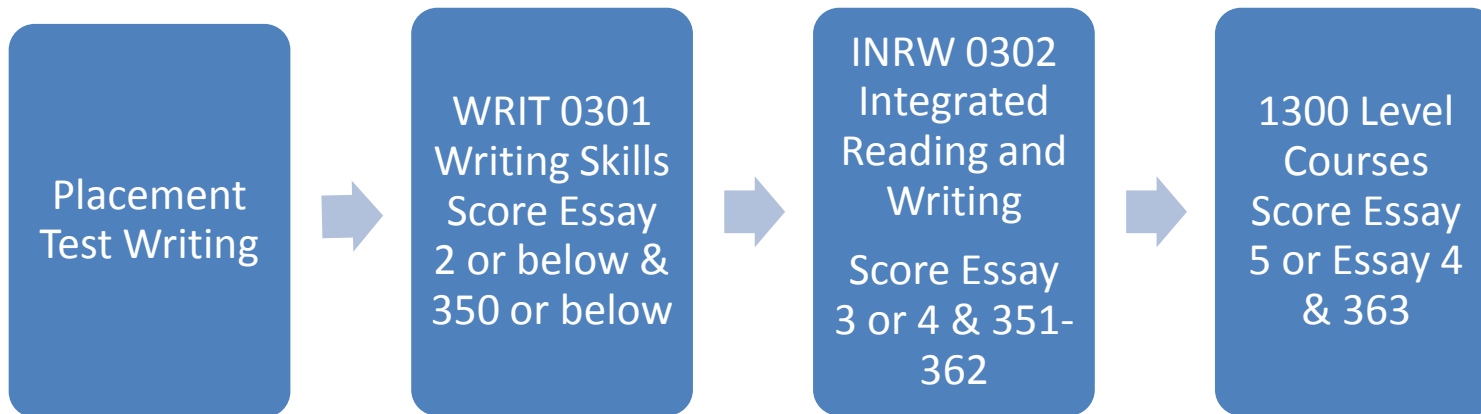 Placement
Test Writing
WRIT 0301
Writing Skills
Score Essay
2 or below &
350 or below
INRW 0302
Integrated
Reading and
Writing
Score Essay
3 or 4 & 351-
362
1300 Level
Courses
Score Essay
5 or Essay 4
& 363